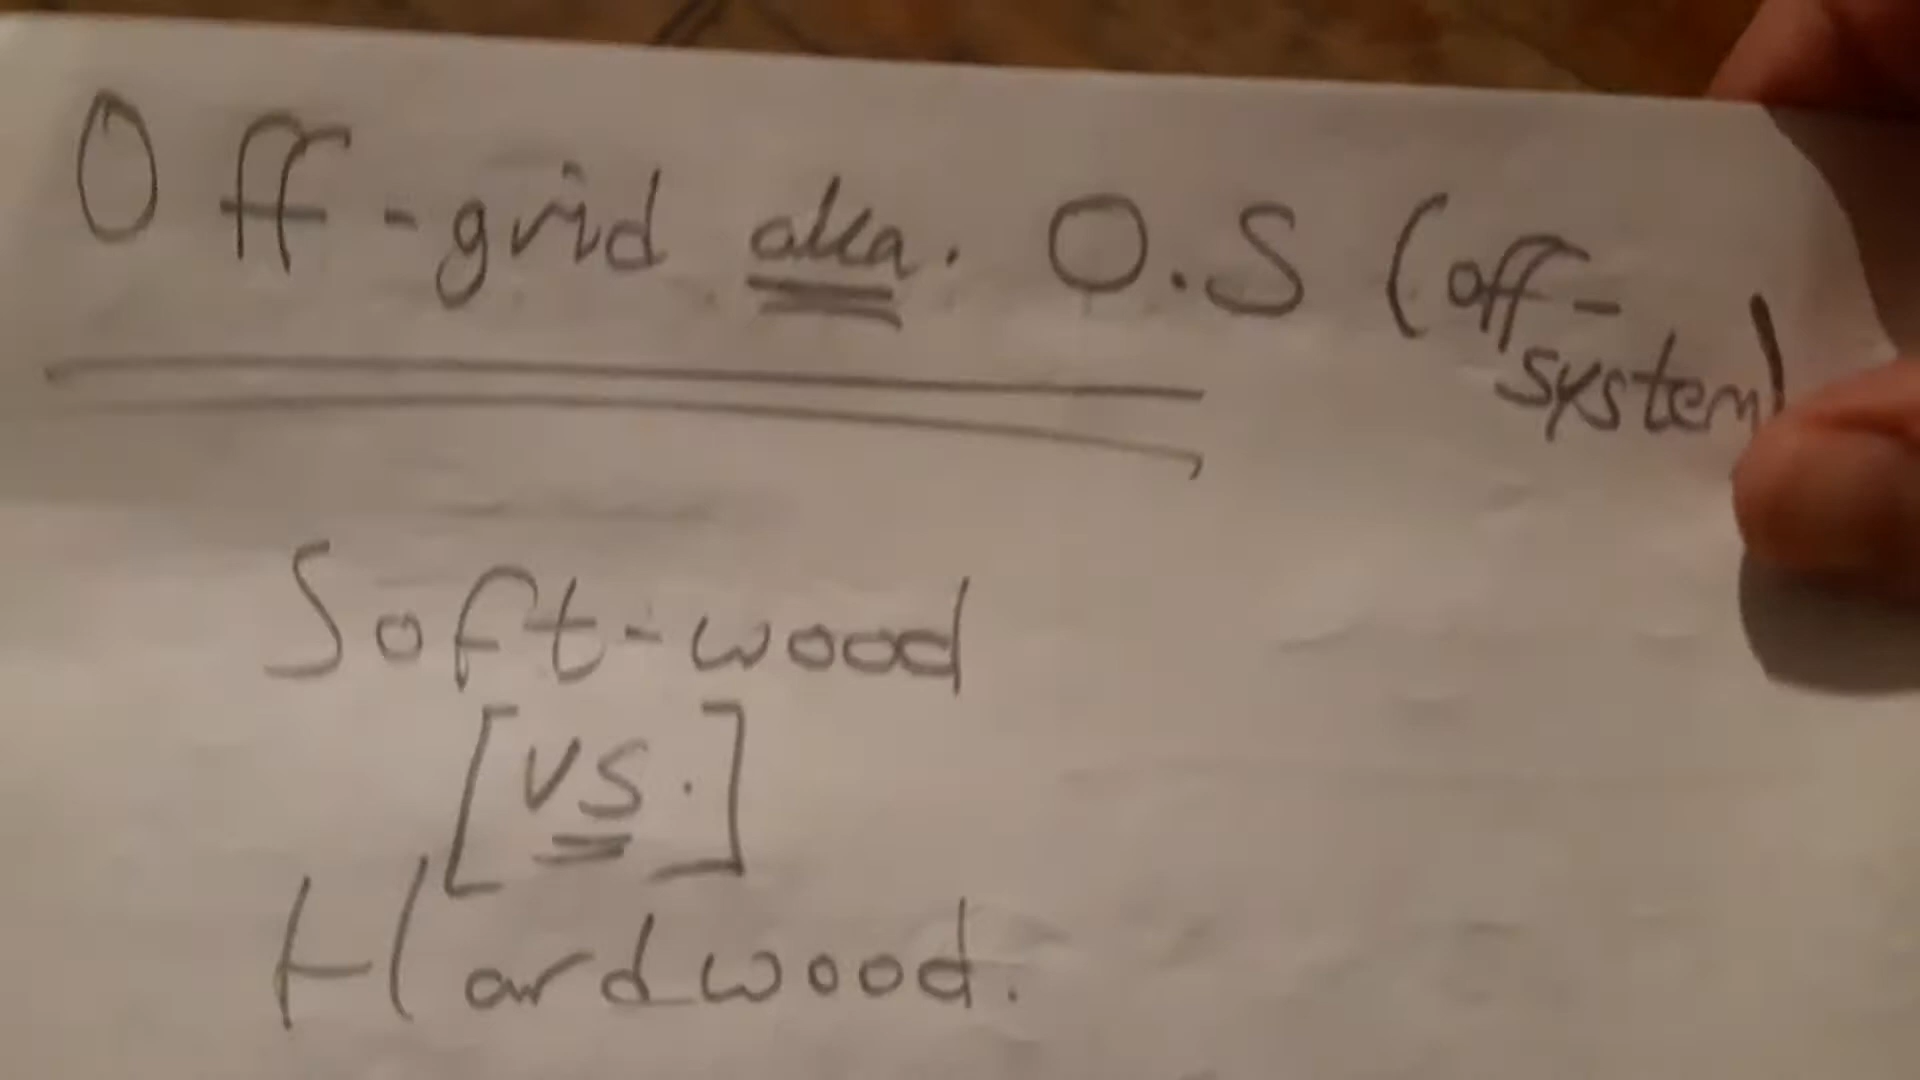 Off-grid aka. O.S (off-
system)
Soft-wood
[vs.]
Hardwood.